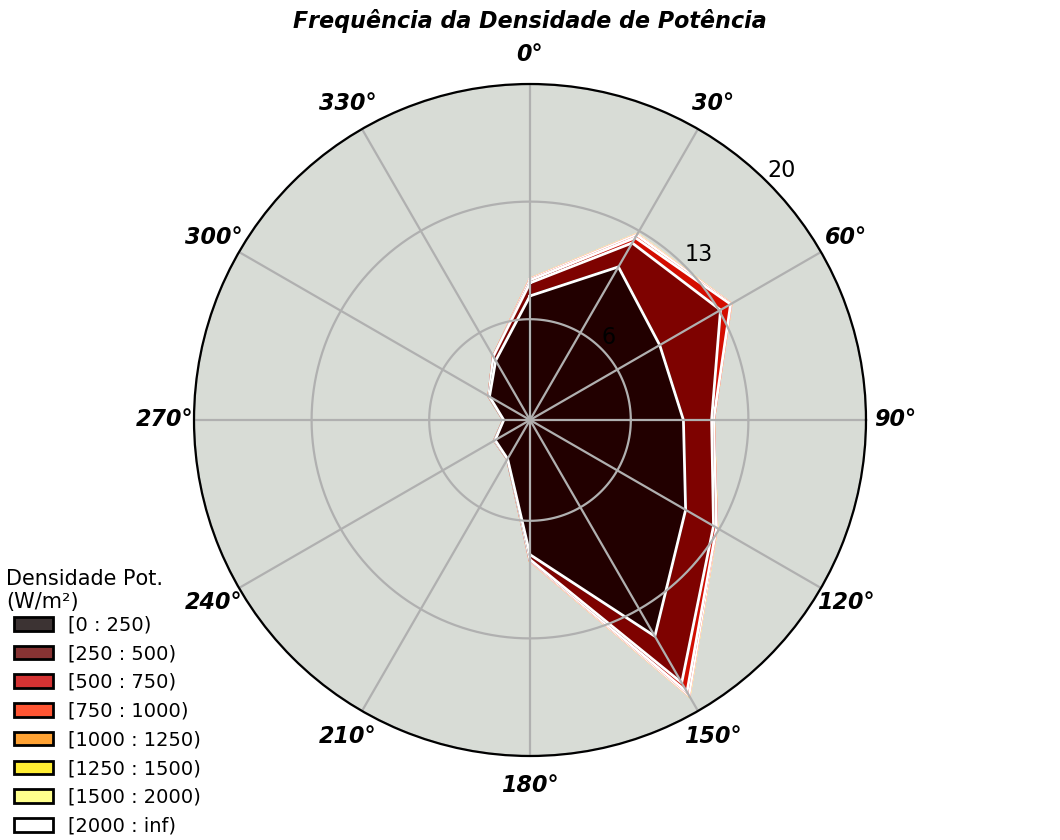 Frequência da Densidade de Potência
0°
30°
60°
90°
120°
150°
180°
210°
240°
270°
300°
330°
20
13
6
Densidade Pot.
(W/m²)
[0 : 250)
[250 : 500)
[500 : 750)
[750 : 1000)
[1000 : 1250)
[1250 : 1500)
[1500 : 2000)
[2000 : inf)